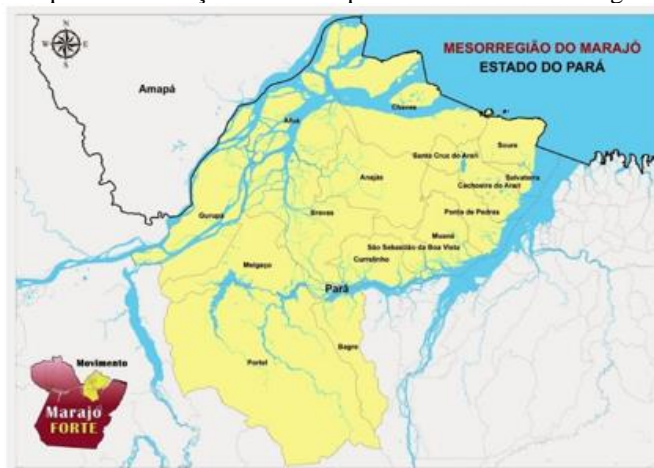 MESORREGIÃO DO MARAJÓ
ESTADO DO PARÁ
N
W E
S
Amapá
Chaves
Afuá
Soure
Santa Cruz do Arari
Salvaterra
Anajás
Cachoeira do Arari
Gurupá
Breves
Ponta de Pedras
Muaná
São Sebastião da Boa Vista
Curralinho
Melgaço
Pará
Bagre
Portel
Movimento
Marajó
FORTE